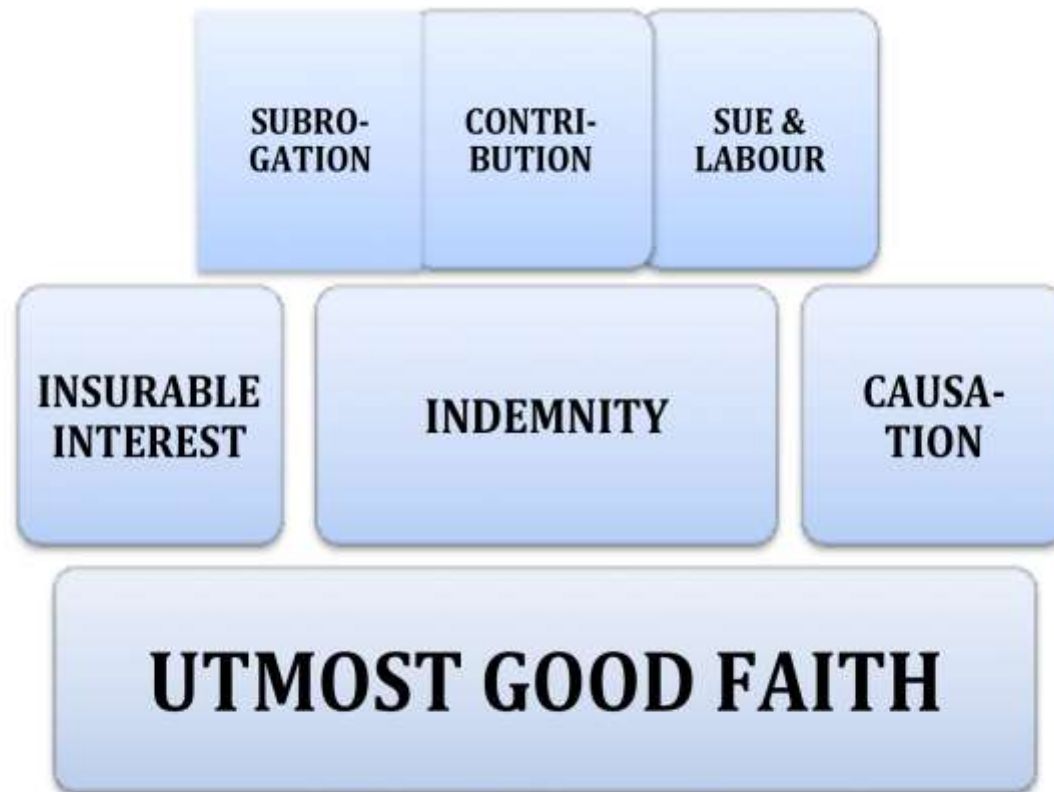 SUBRO-
GATION
CONTRI-
BUTION
SUE &
LABOUR
INSURABLE
INTEREST
INDEMNITY
CAUSA-
TION
UTMOST GOOD FAITH